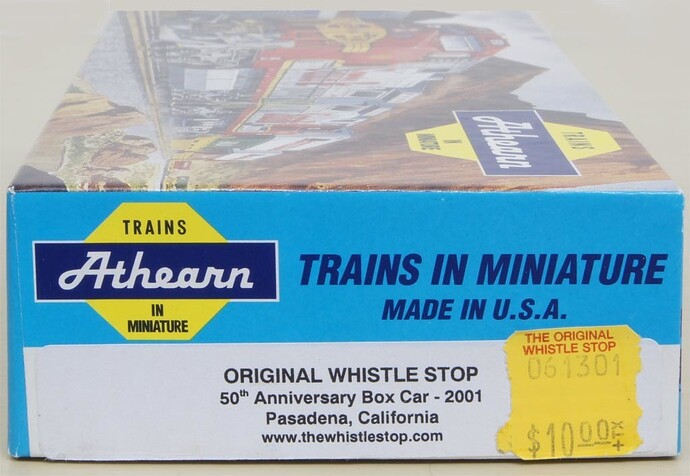 TRAINS
Athearn
IN
MINIATURE
TRAINS
Athearn
IN
MINIATURE
TRAINS IN MINIATURE
MADE IN U.S.A.
ORIGINAL WHISTLE STOP
50th Anniversary Box Car - 2001
Pasadena, California
www.thewhistlestop.com
THE ORIGINAL
WHISTLE STOP
061301
$10.00+TX